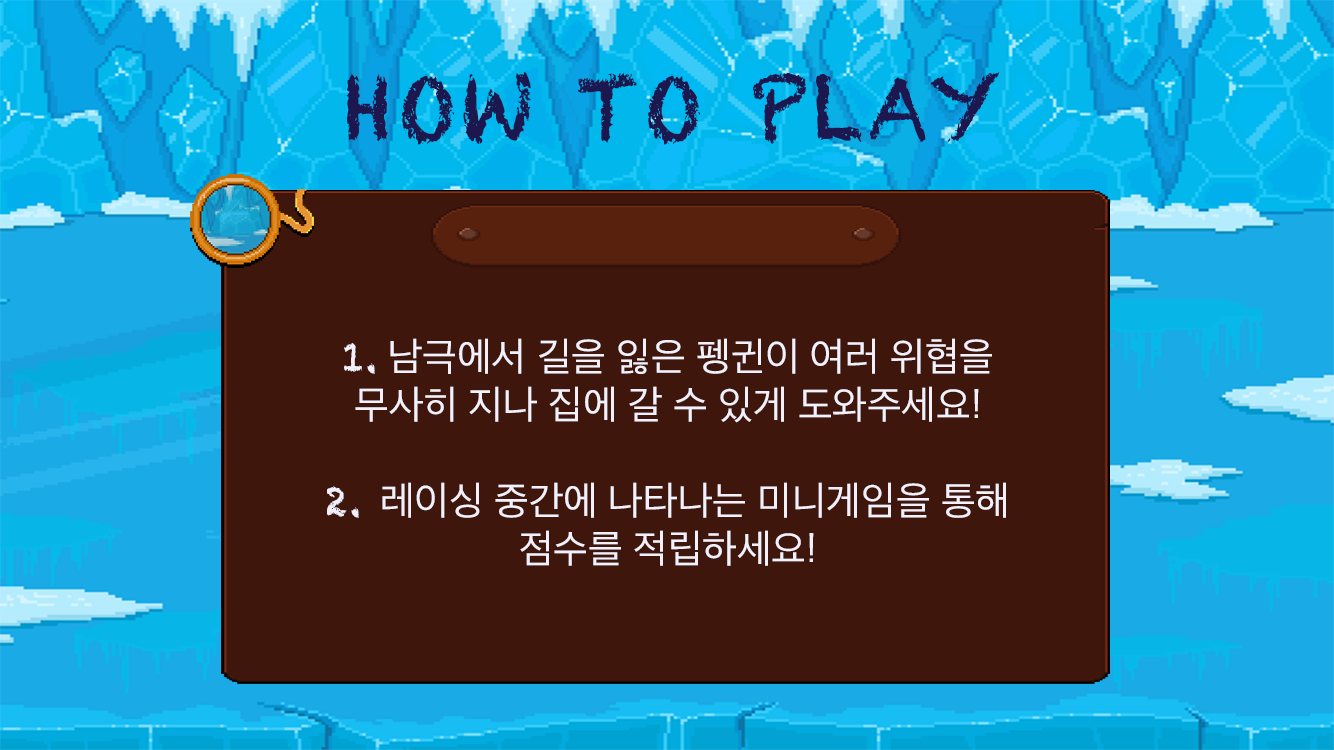 HOW TO PLAY
1. 남극에서 길을 잃은 펭귄이 여러 위협을
무사히 지나 집에 갈 수 있게 도와주세요!
2. 레이싱 중간에 나타나는 미니게임을 통해
점수를 적립하세요!